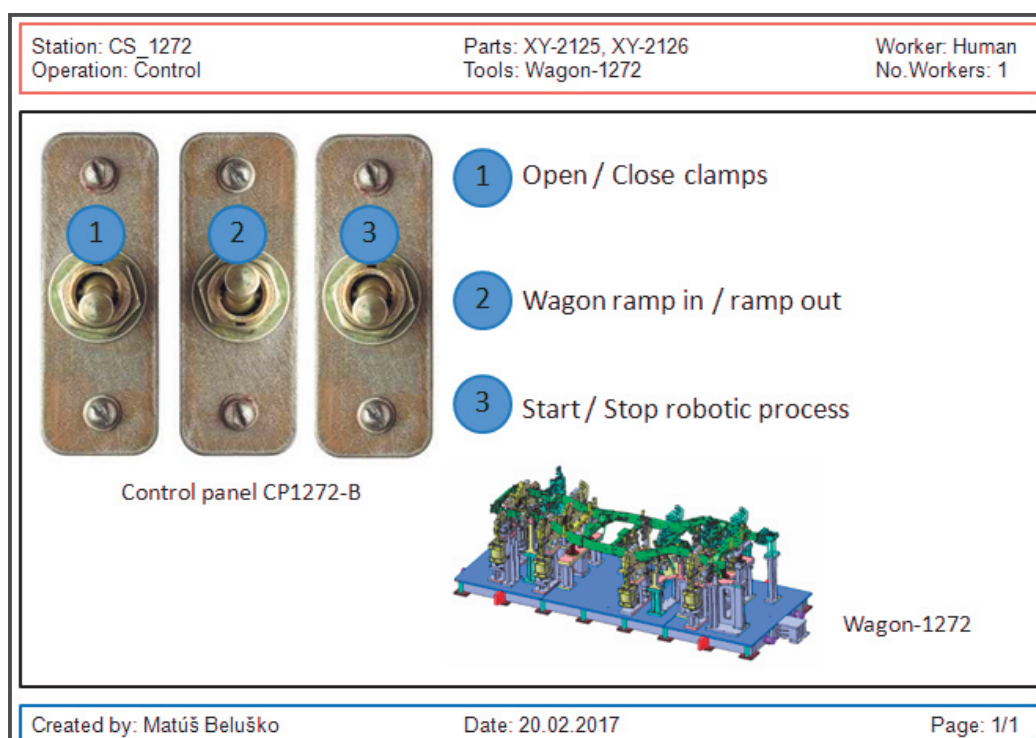 Station: CS_1272
Operation: Control
Parts: XY-2125, XY-2126
Tools: Wagon-1272
Worker: Human
No.Workers: 1
1
2
3
1 Open / Close clamps
2 Wagon ramp in / ramp out
3 Start / Stop robotic process
Control panel CP1272-B
Wagon-1272
Created by: Matúš Beluško
Date: 20.02.2017
Page: 1/1